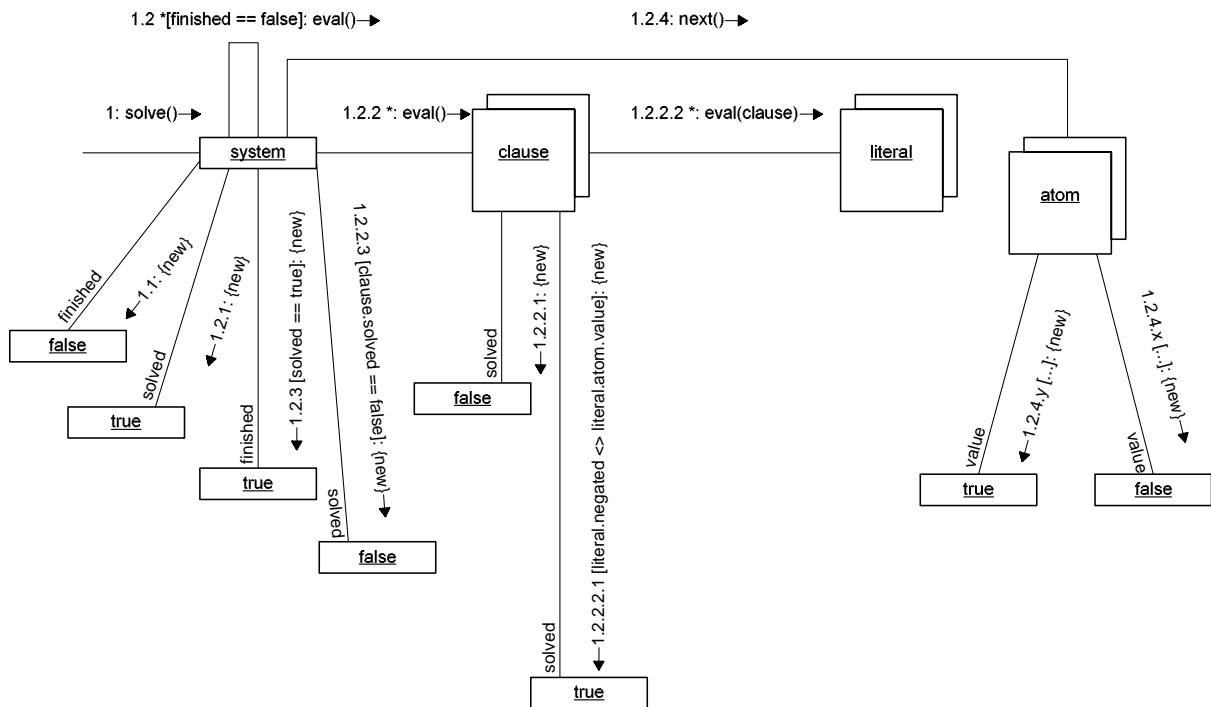 1.2 *[finished == false]: eval()
1.2.4: next()
1: solve()
1.2.2 *: eval()
1.2.2.2 *: eval(clause)
system
clause
literal
atom
finished
1.1: {new}
false
solved
1.2.1: {new}
true
finished
1.2.3 [solved == true]: {new}
true
solved
1.2.2.3 [clause.solved == false]: {new}
false
solved
1.2.2.1: {new}
false
solved
1.2.2.2.1 [literal.negated <> literal.atom.value]: {new}
true
value
1.2.4.y [...]: {new}
true
value
1.2.4.x [...]: {new}
false